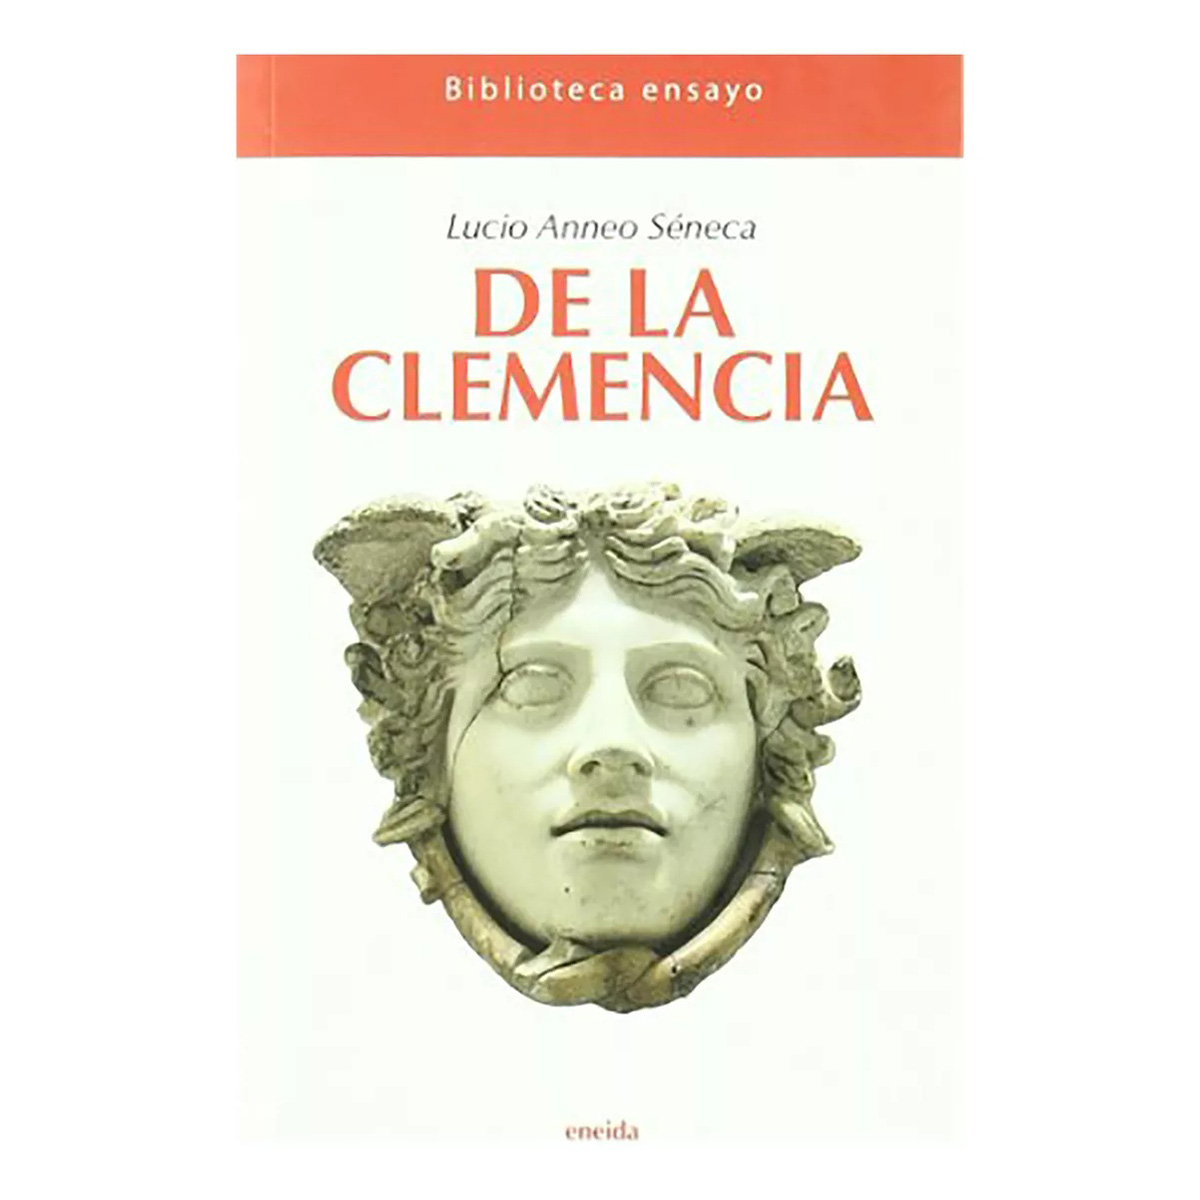 Biblioteca ensayo
Lucio Anneo Séneca
DE LA
CLEMENCIA
eneida